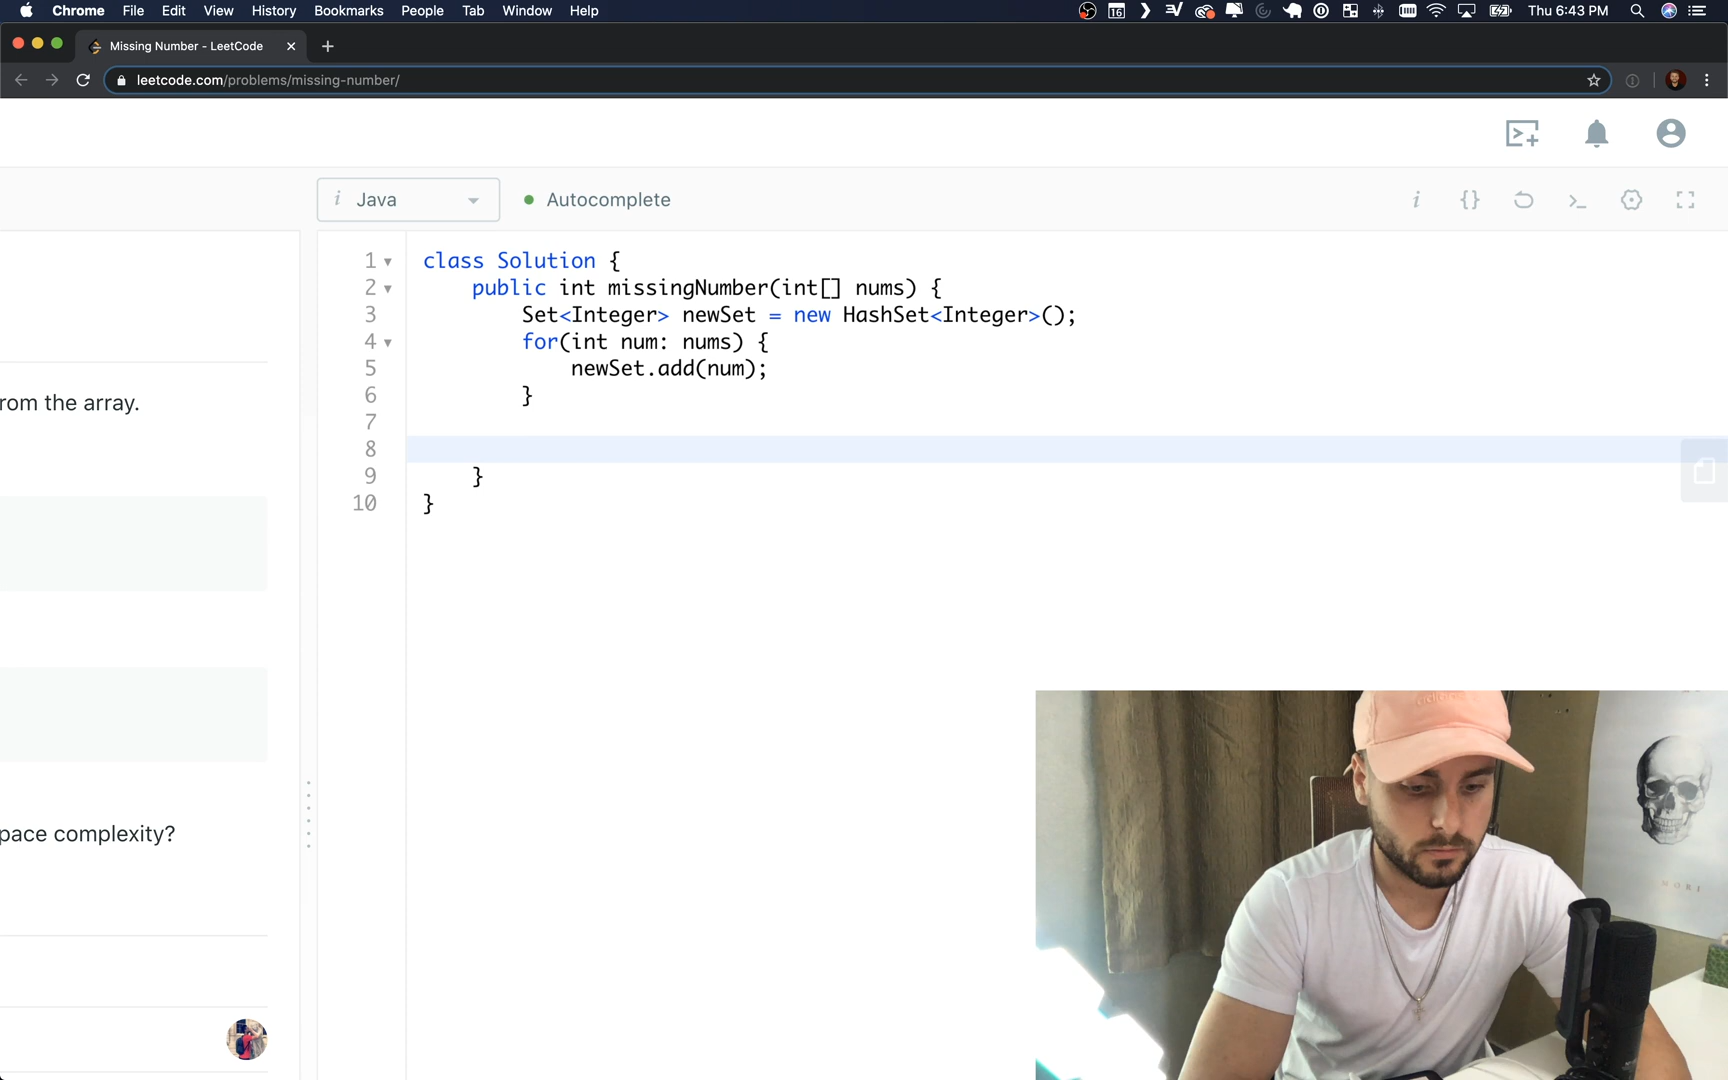 Chrome File Edit View History Bookmarks People Tab Window Help 16 Thu 6:43 PM
Missing Number - LeetCode
leetcode.com/problems/missing-number/
i Java Autocomplete
1 class Solution {
2 public int missingNumber(int[] nums) {
3 Set<Integer> newSet = new HashSet<Integer>();
4 for(int num: nums) {
5 newSet.add(num);
6 }
7
8
9 }
10 }
rom the array.
pace complexity?
MORI